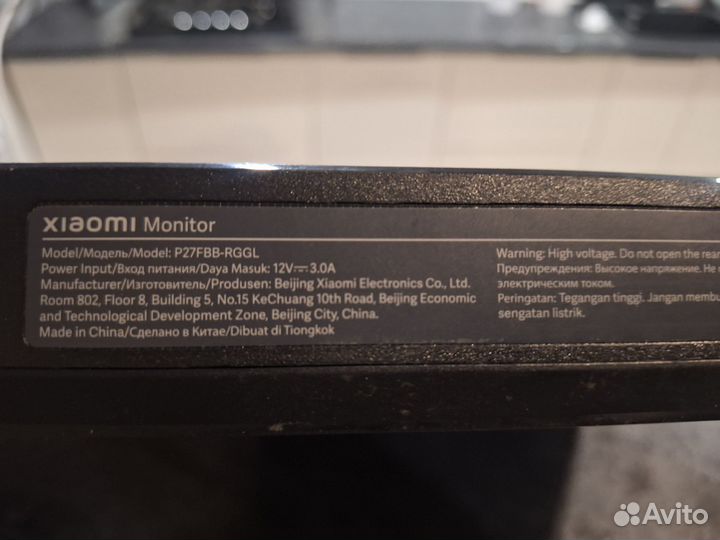 xiaomi Monitor
Model/Модель/Model: P27FBB-RGGL
Power Input/Вход питания/Daya Masuk: 12V⎓3.0A
Manufacturer/Изготовитель/Produsen: Beijing Xiaomi Electronics Co., Ltd.
Room 802, Floor 8, Building 5, No.15 KeChuang 10th Road, Beijing Economic
and Technological Development Zone, Beijing City, China.
Made in China/Сделано в Китае/Dibuat di Tiongkok
Warning: High voltage. Do not open the rear
Предупреждение: Высокое напряжение. Не
электрическим током.
Peringatan: Tegangan tinggi. Jangan
sengatan listrik.
Avito